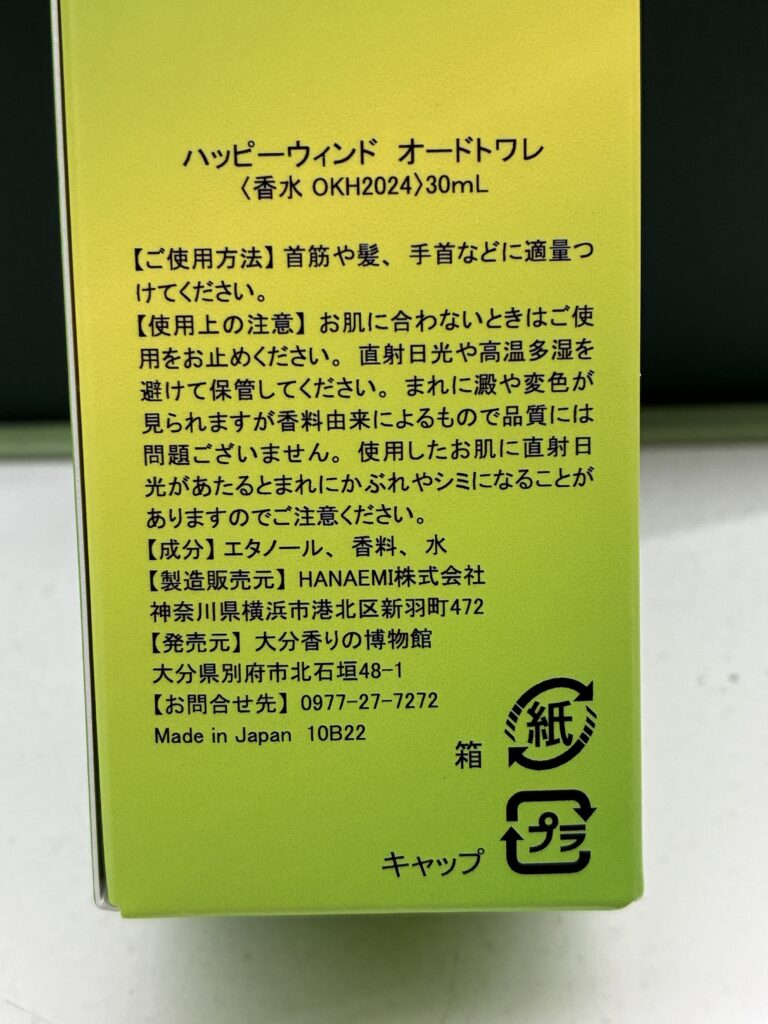 ハッピーウィンド オードトワレ
〈香水 OKH2024〉30mL
【ご使用方法】首筋や髪、手首などに適量つ
けてください。
【使用上の注意】お肌に合わないときはご使
用をお止めください。直射日光や高温多湿を
避けて保管してください。まれに澱や変色が
見られますが香料由来によるもので品質には
問題ございません。使用したお肌に直射日
光があたるとまれにかぶれやシミになることが
ありますのでご注意ください。
【成分】エタノール、香料、水
【製造販売元】HANAEMI株式会社
神奈川県横浜市港北区新羽町472
【発売元】大分香りの博物館
大分県別府市北石垣48-1
【お問合せ先】0977-27-7272
Made in Japan 10B22
箱 紙
キャップ プラ